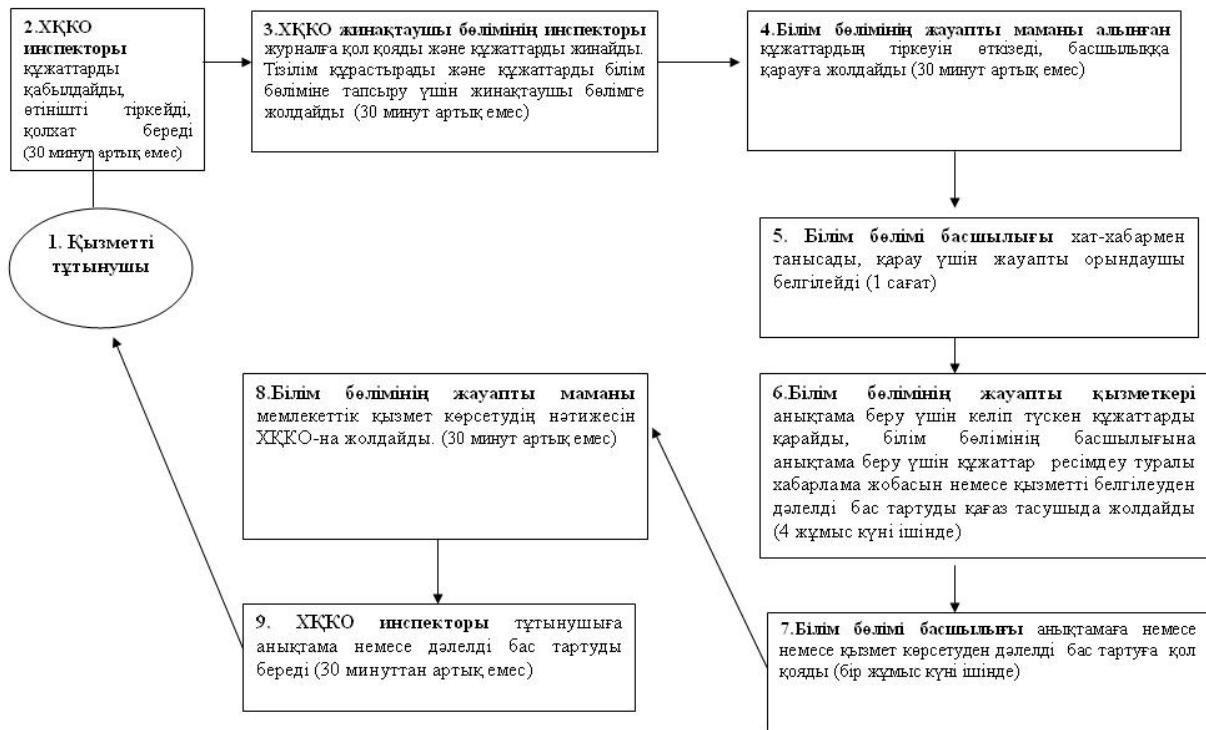 2.ХҚКО
инспекторы
құжаттарды
қабылдайды,
өтінішті тіркейді,
қолхат береді
(30 минут артық емес)
3.ХҚКО жинақтаушы бөлімінің инспекторы
журналға қол қояды және құжаттарды жинайды.
Тізілім құрастырады және құжаттарды білім
бөліміне тапсыру үшін жинақтаушы бөлімге
жолдайды (30 минут артық емес)
4.Білім бөлімінің жауапты маманы алынған
құжаттардың тіркеуін өткізеді, басшылыққа
қарауға жолдайды (30 минут артық емес)
1. Қызметті
тұтынушы
5. Білім бөлімі басшылығы хат-хабармен
танысады, қарау үшін жауапты орындаушы
белгілейді (1 сағат)
6.Білім бөлімінің жауапты қызметкері
анықтама беру үшін келіп түскен құжаттарды
қарайды, білім бөлімінің басшылығына
анықтама беру үшін құжаттар ресімдеу туралы
хабарлама жобасын немесе қызметті белгілеуден
дәлелді бас тартуды қағаз тасушыда жолдайды
(4 жұмыс күні ішінде)
7.Білім бөлімі басшылығы анықтамаға немесе
немесе қызмет көрсетуден дәлелді бас тартуға қол
қояды (бір жұмыс күні ішінде)
8.Білім бөлімінің жауапты маманы
мемлекеттік қызмет көрсетудің нәтижесін
ХҚКО-на жолдайды. (30 минут артық емес)
9. ХҚКО инспекторы тұтынушыға
анықтама немесе дәлелді бас тартуды
береді (30 минуттан артық емес)